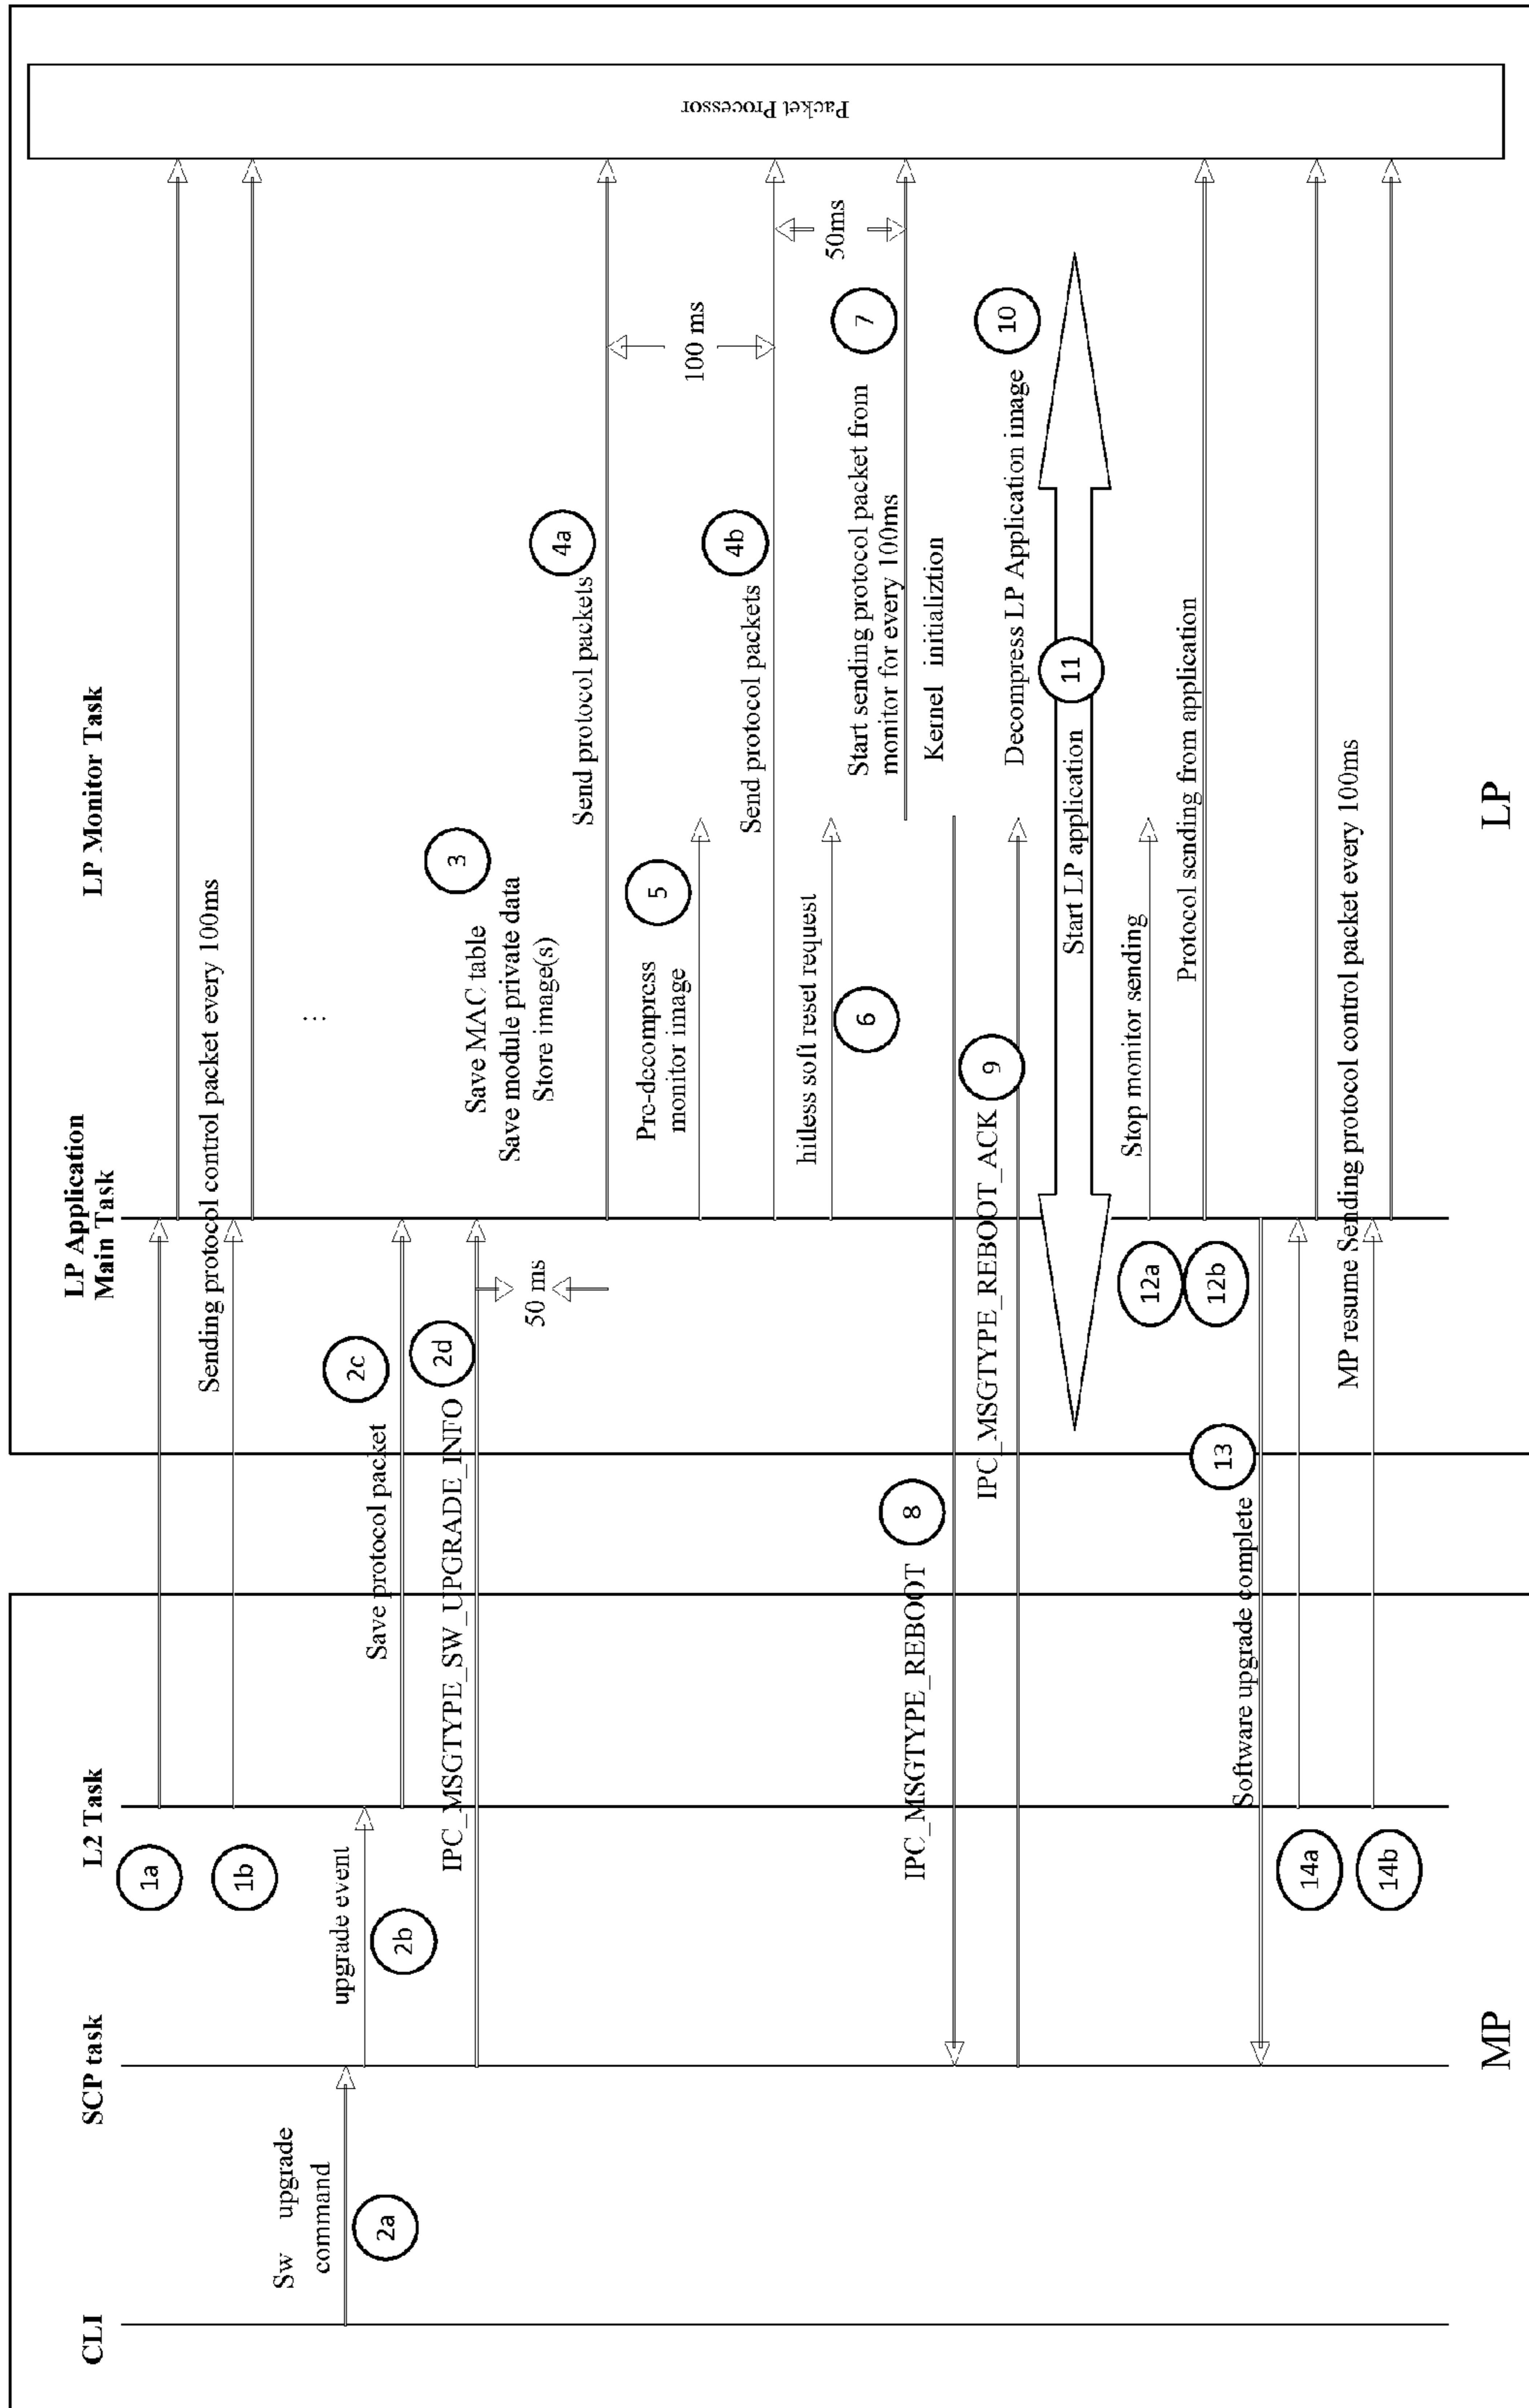 CLI
SCP task
L2 Task
LP Application
Main Task
LP Monitor Task
Packet Processor
1a
1b
Sending protocol control packet every 100ms
...
Sw upgrade
command
2a
upgrade event
2b
Save protocol packet
2c
IPC_MSGTYPE_SW_UPGRADE_INFO
2d
50 ms
3
Save MAC table
Save module private data
Store image(s)
Send protocol packets
4a
100 ms
Pre-decompress
monitor image
5
Send protocol packets
4b
50ms
hitless soft reset request
6
Start sending protocol packet from
monitor for every 100ms
7
Kernel initializtion
IPC_MSGTYPE_REBOOT
8
IPC_MSGTYPE_REBOOT_ACK
9
Decompress LP Application image
10
Start LP application
11
Stop monitor sending
12a
Protocol sending from application
12b
Software upgrade complete
13
14a
14b
MP resume Sending protocol control packet every 100ms
MP
LP